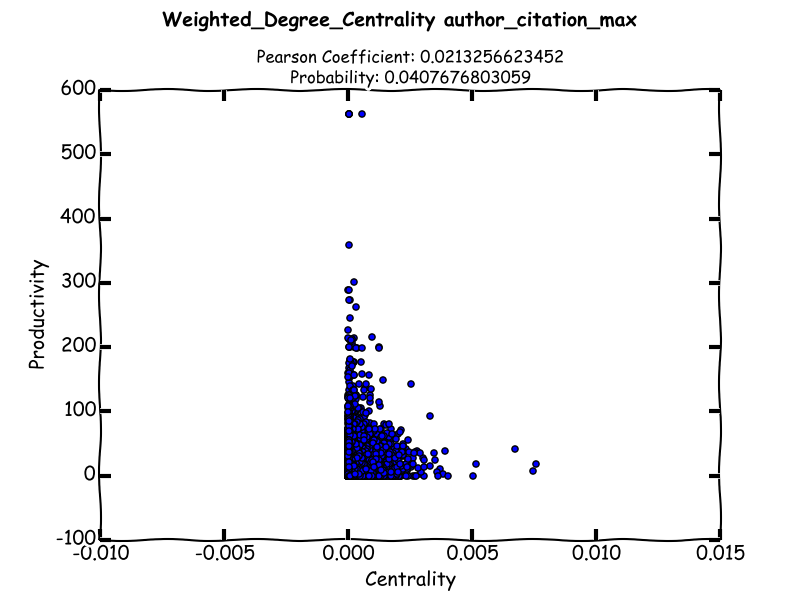 Weighted_Degree_Centrality author_citation_max
Pearson Coefficient: 0.0213256623452
Probability: 0.0407676803059
600
500
400
300
200
100
0
-100
Productivity
-0.010 -0.005 0.000 0.005 0.010 0.015
Centrality